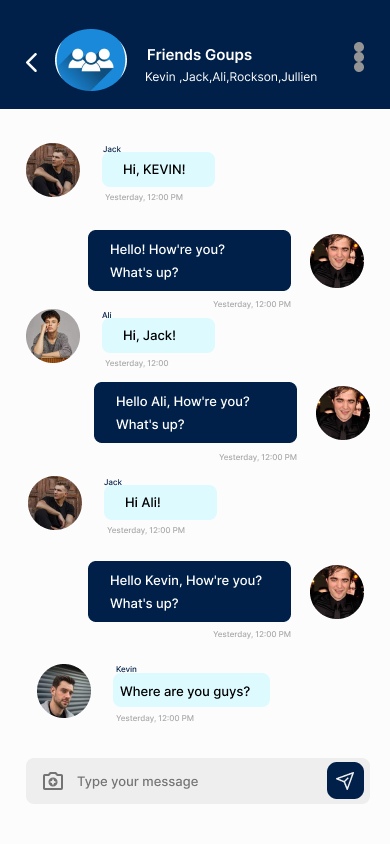 Friends Goups
Kevin ,Jack,Ali,Rockson,Jullien
Jack
Hi, KEVIN!
Yesterday, 12:00 PM
Hello! How're you?
What's up?
Yesterday, 12:00 PM
Ali
Hi, Jack!
Yesterday, 12:00
Hello Ali, How're you?
What's up?
Yesterday, 12:00 PM
Jack
Hi Ali!
Yesterday, 12:00 PM
Hello Kevin, How're you?
What's up?
Yesterday, 12:00 PM
Kevin
Where are you guys?
Yesterday, 12:00 PM
Type your message